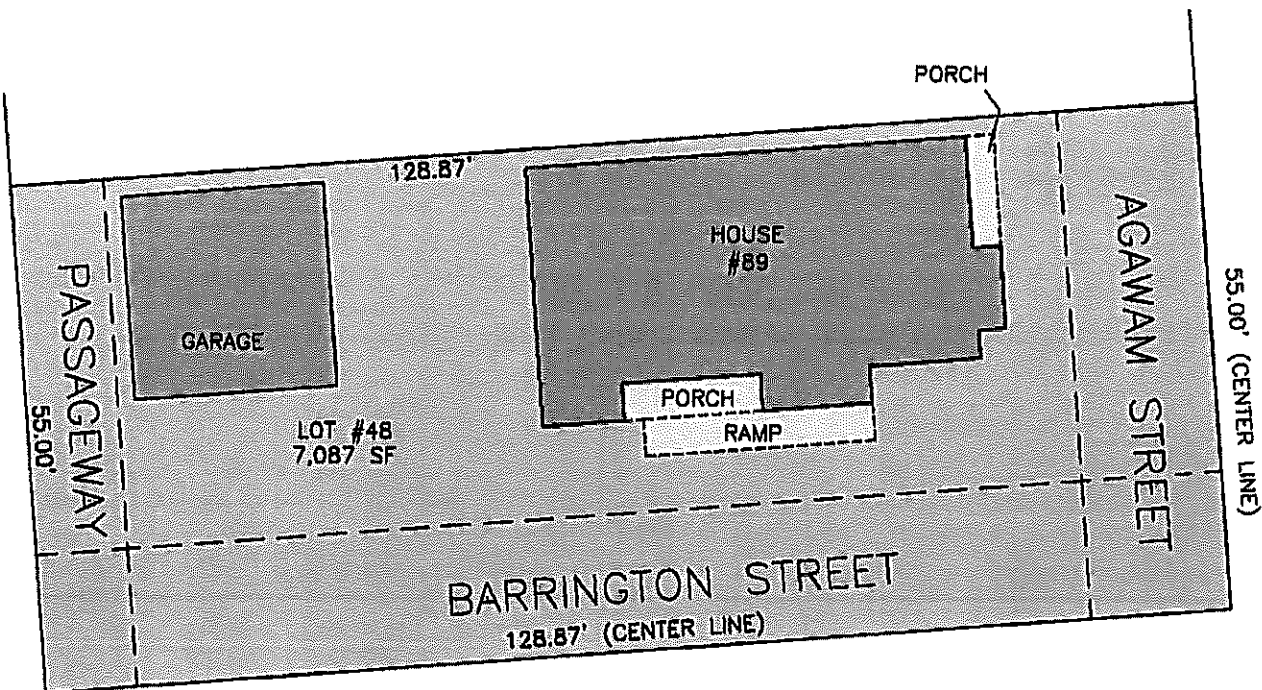 PORCH
128.87'
HOUSE
#89
AGAWAM STREET
55.00' (CENTER LINE)
PASSAGEWAY
55.00'
GARAGE
PORCH
RAMP
LOT #48
7,087 SF
BARRINGTON STREET
128.87' (CENTER LINE)